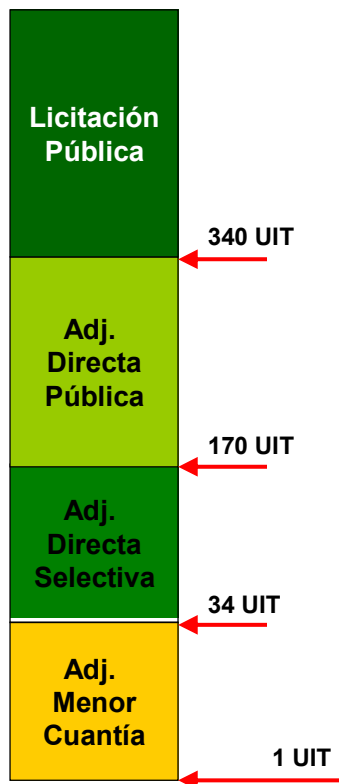 Licitación
Pública
340 UIT
Adj.
Directa
Pública
170 UIT
Adj.
Directa
Selectiva
34 UIT
Adj.
Menor
Cuantía
1 UIT